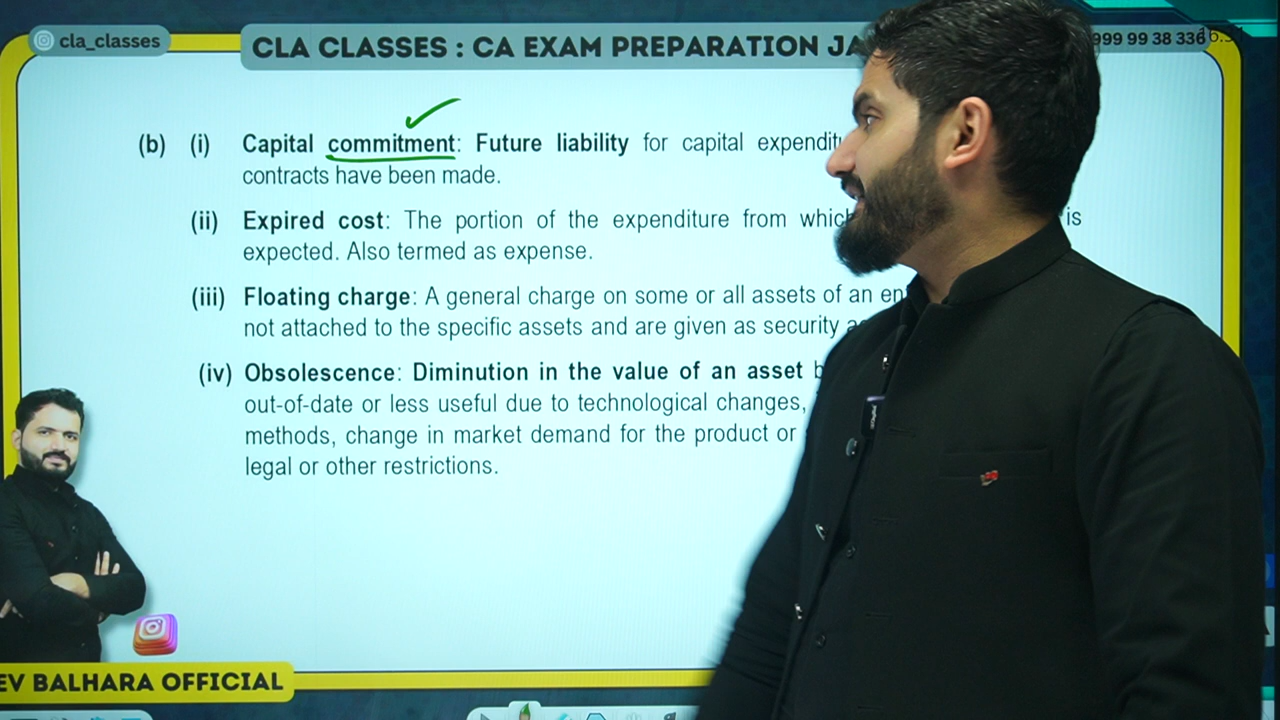 cla_classes
CLA CLASSES : CA EXAM PREPARATION JA
999 99 38 336
(b) (i) Capital commitment: Future liability for capital
contracts have been made.
(ii) Expired cost: The portion of the expenditure from is
expected. Also termed as expense.
(iii) Floating charge: A general charge on some or all assets of an
not attached to the specific assets and are given as security
(iv) Obsolescence: Diminution in the value of an asset
out-of-date or less useful due to technological changes,
methods, change in market demand for the product or
legal or other restrictions.
EV BALHARA OFFICIAL